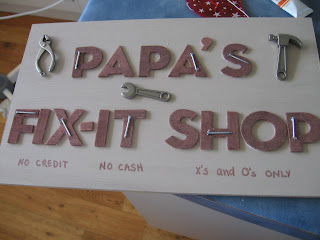 PAPA'S
FIX-IT SHOP
NO CREDIT NO CASH X's and O's ONLY